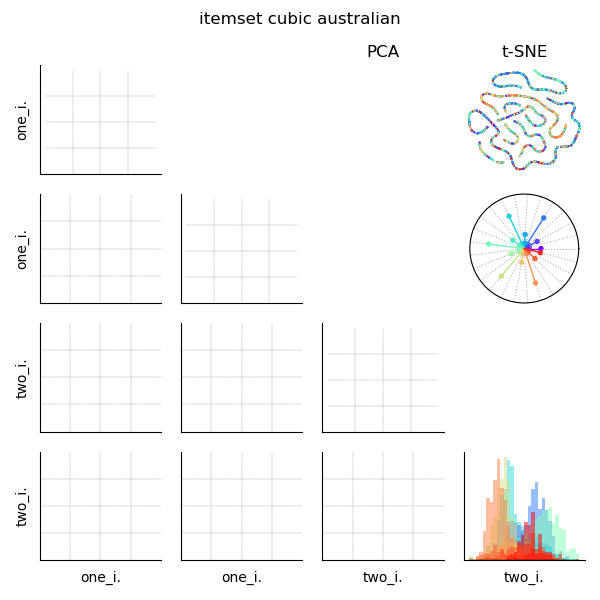 itemset cubic australian
PCA t-SNE
one_i.
one_i.
two_i.
two_i.
one_i. one_i. two_i. two_i.